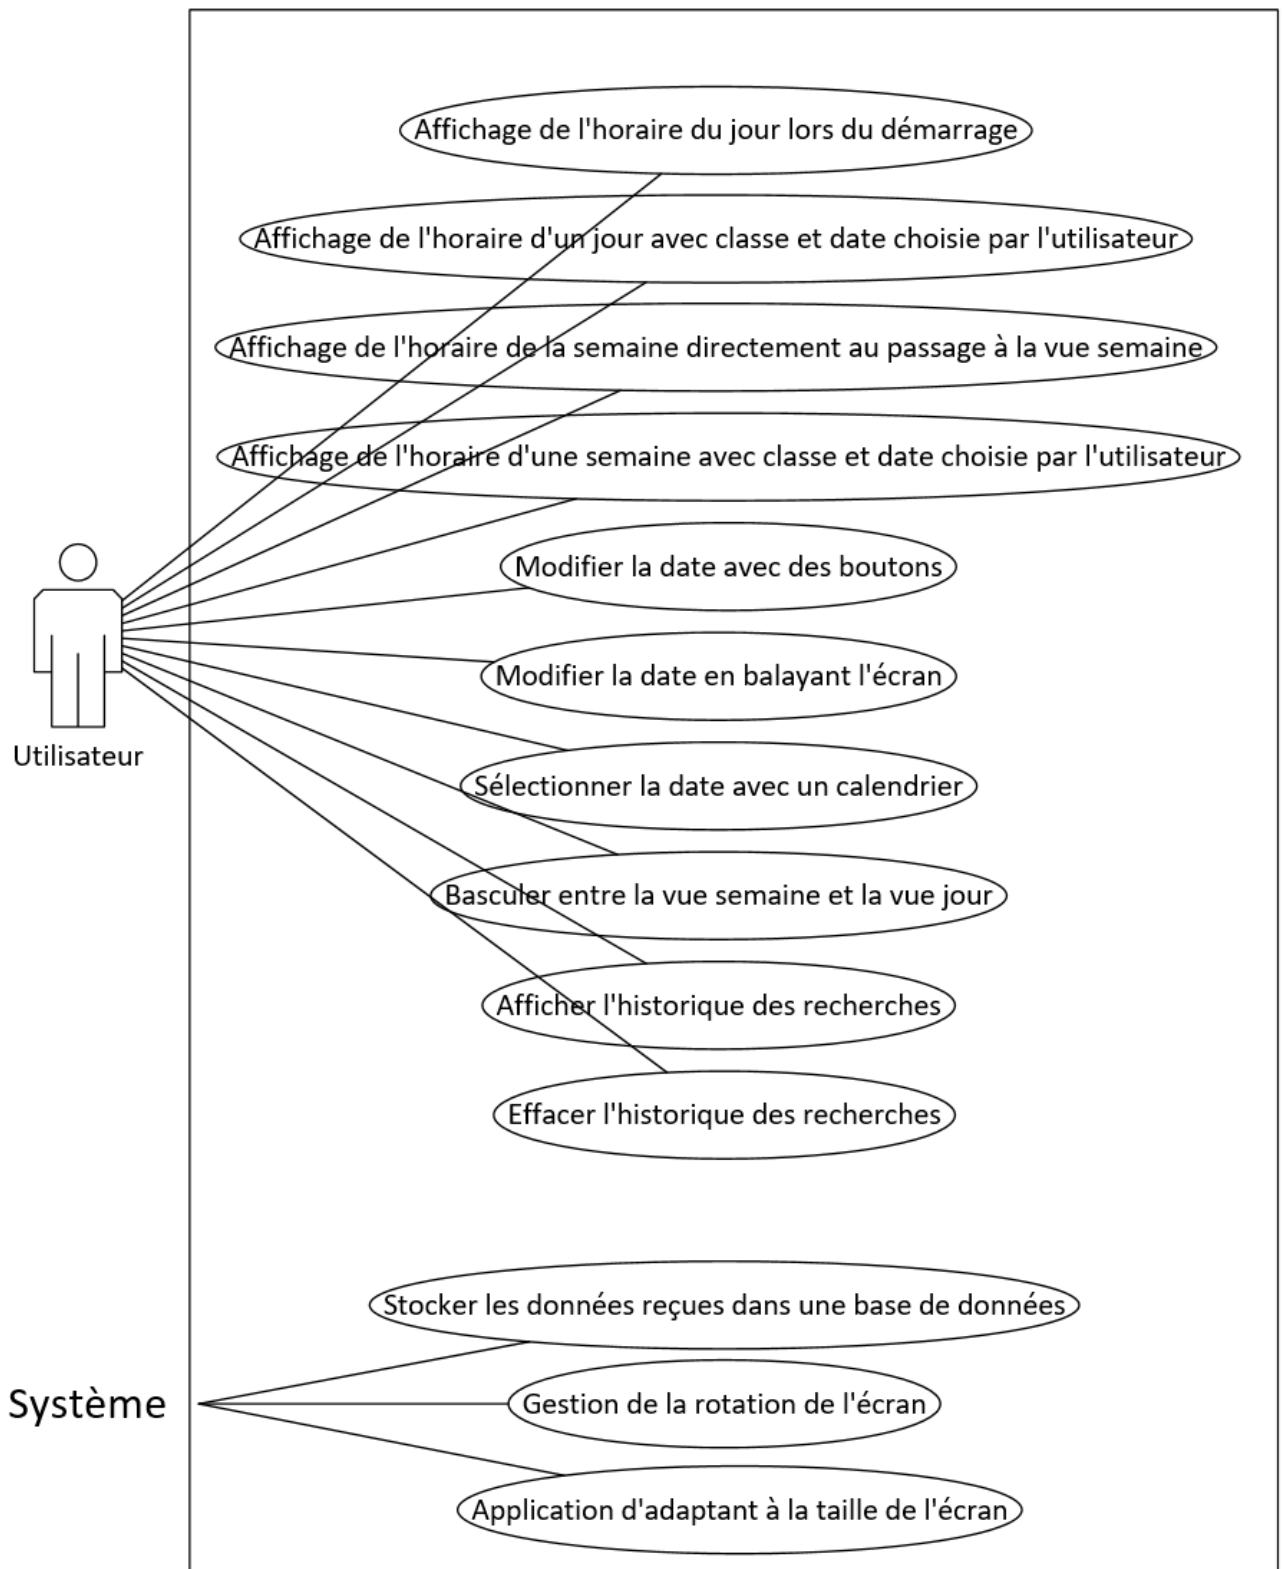 Affichage de l'horaire du jour lors du démarrage
Affichage de l'horaire d'un jour avec classe et date choisie par l'utilisateur
Affichage de l'horaire de la semaine directement au passage à la vue semaine
Affichage de l'horaire d'une semaine avec classe et date choisie par l'utilisateur
Modifier la date avec des boutons
Modifier la date en balayant l'écran
Utilisateur
Sélectionner la date avec un calendrier
Basculer entre la vue semaine et la vue jour
Afficher l'historique des recherches
Effacer l'historique des recherches
Stocker les données reçues dans une base de données
Système
Gestion de la rotation de l'écran
Application d'adaptant à la taille de l'écran